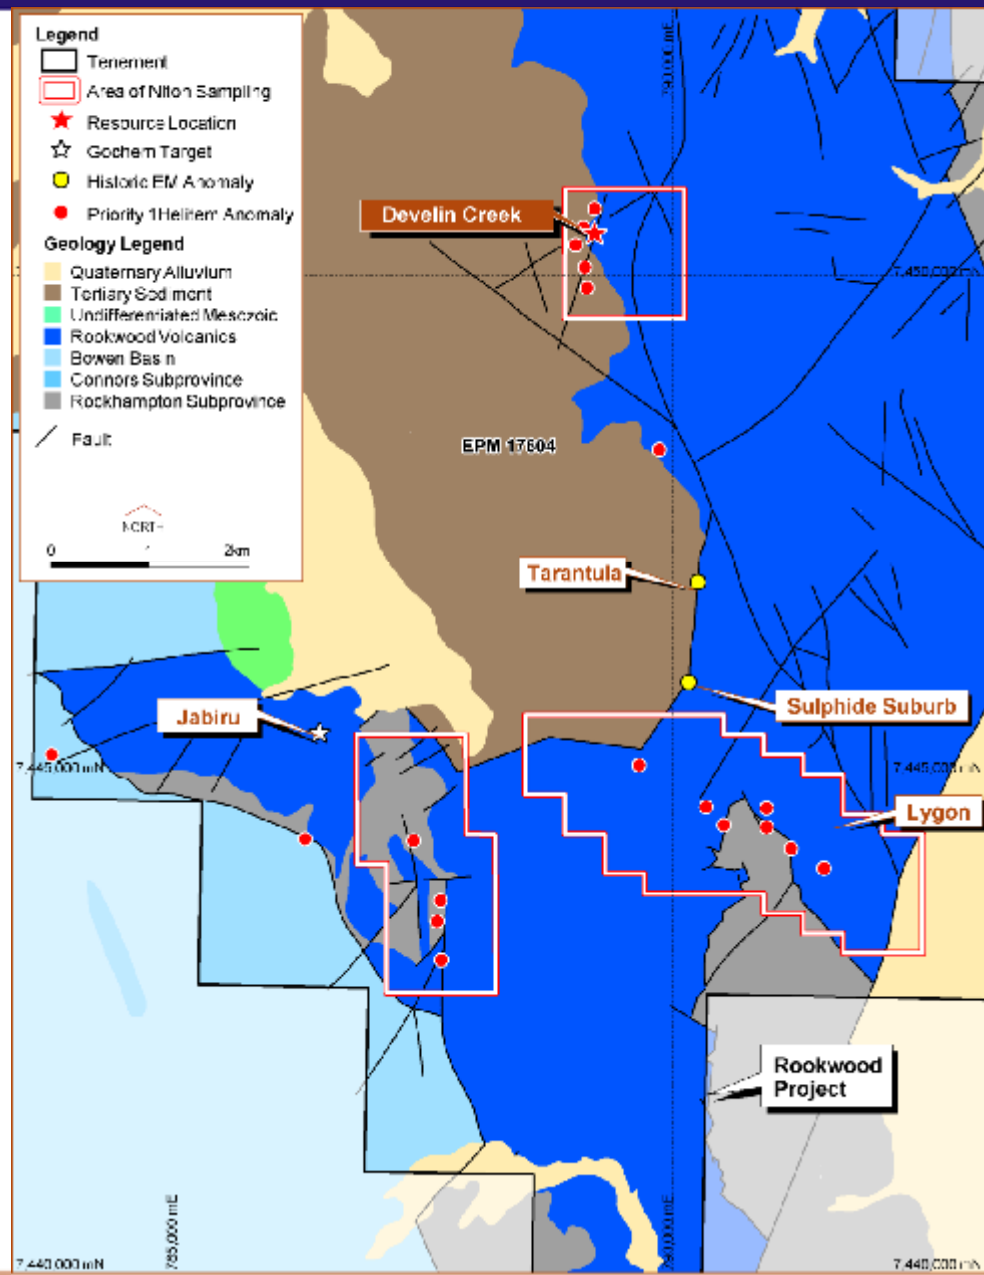 Legend
Tenement
Area of Niton Sampling
Resource Location
Gochem Target
Historic EM Anomaly
Priority 1Helitem Anomaly
Geology Legend
Quaternary Alluvium
Tertiary Sediment
Undifferentiated Mesozoic
Rookwood Volcanics
Bowen Basin
Connors Subprovince
Rockhampton Subprovince
Fault
NORTH
0 1 2km
790,000 mE
Develin Creek
7,450,000 mN
EPM 17604
Tarantula
Sulphide Suburb
Jabiru
7,445,000 mN
7,445,000 mN
Lygon
Rookwood
Project
785,000 mE
790,000 mE
7,440,000 mN
7,440,000 mN